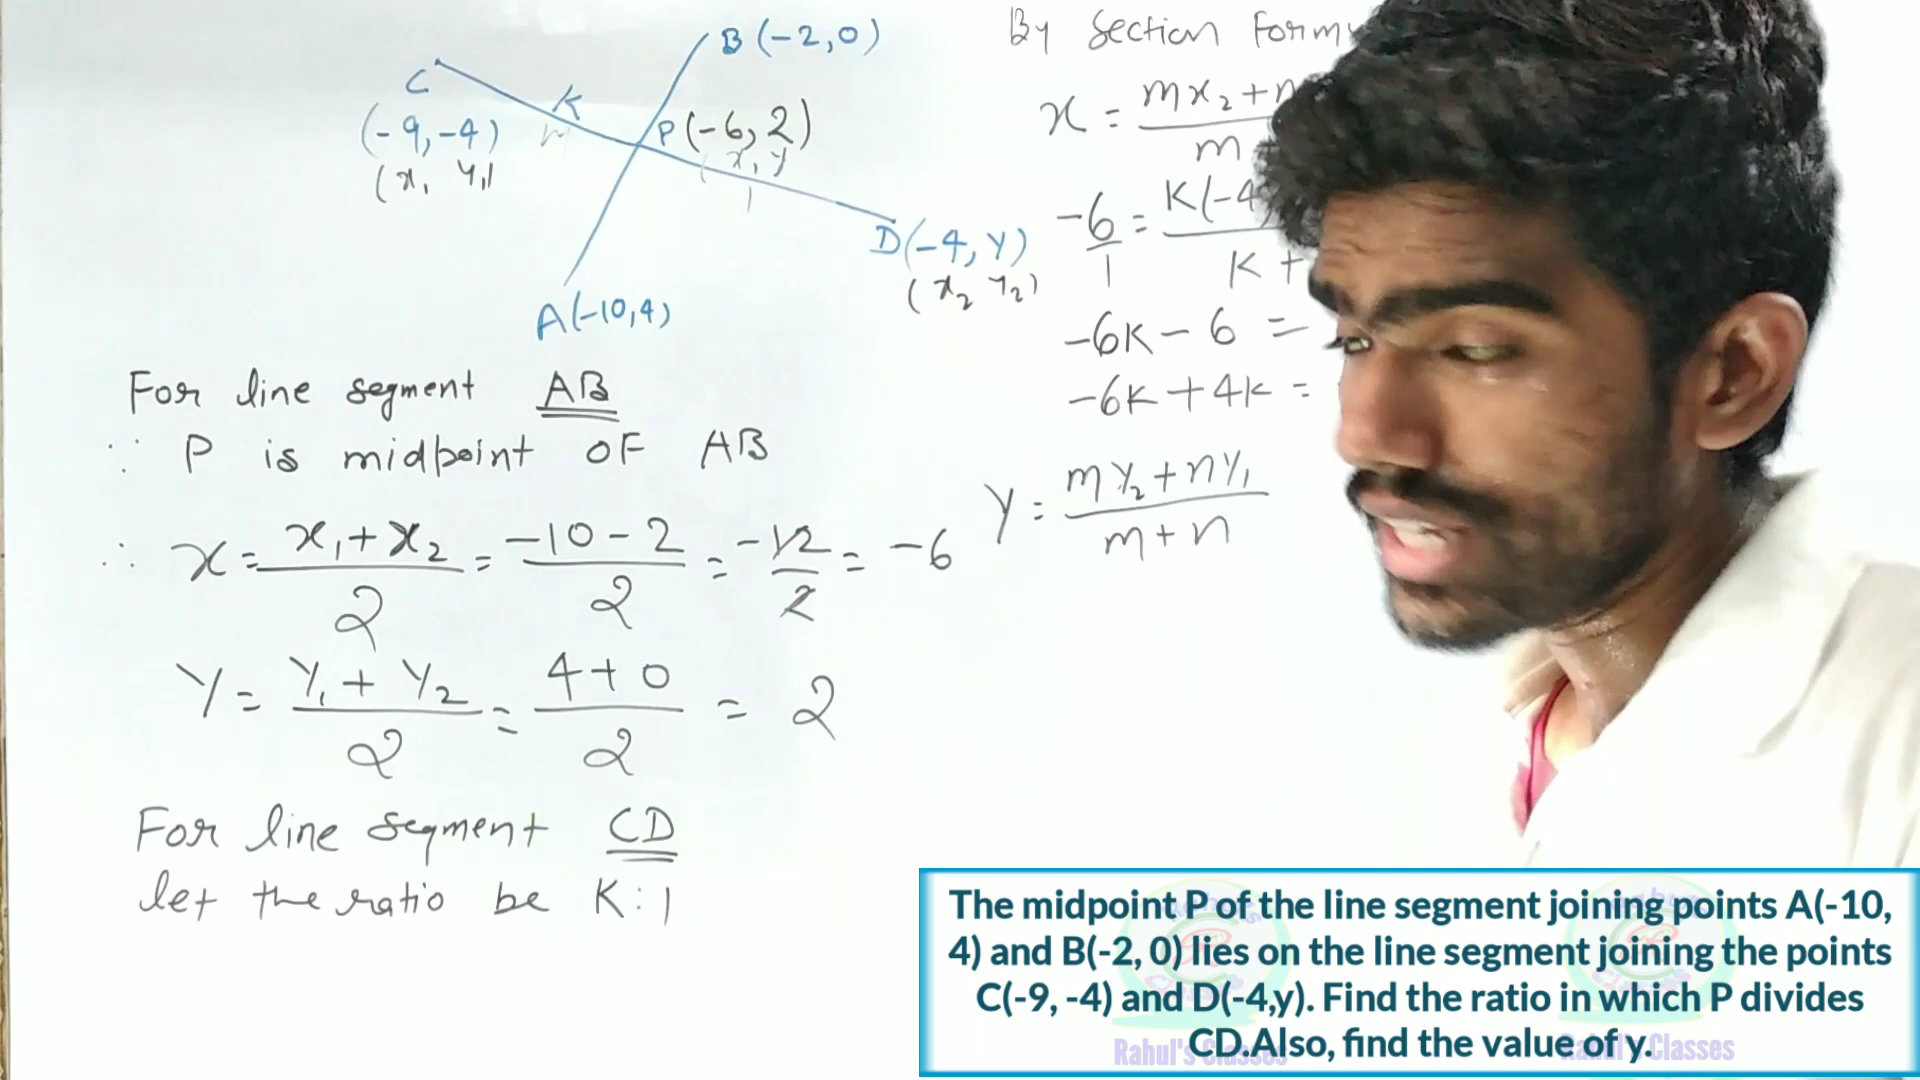 B (-2, 0)
C
K
(-9, -4)
m
P (-6, 2)
(x, y
(x₁ y₁)
1
D(-4, y)
(x₂ y₂)
A(-10, 4)
For line segment AB
∵ P is midpoint OF AB
∴ x = x₁+x₂/2 = -10-2/2 = -12/2 = -6
y = y₁+y₂/2 = 4+0/2 = 2
For line segment CD
let the ratio be K:1
By Section Form
x = mx₂+n/m
-6/1 = K(-4)/K+
-6K - 6 =
-6K + 4K =
y = my₂+ny₁/m+n
The midpoint P of the line segment joining points A(-10,
4) and B(-2, 0) lies on the line segment joining the points
C(-9, -4) and D(-4,y). Find the ratio in which P divides
CD.Also, find the value of y.
Rahul's Classes
Rahul's Classes